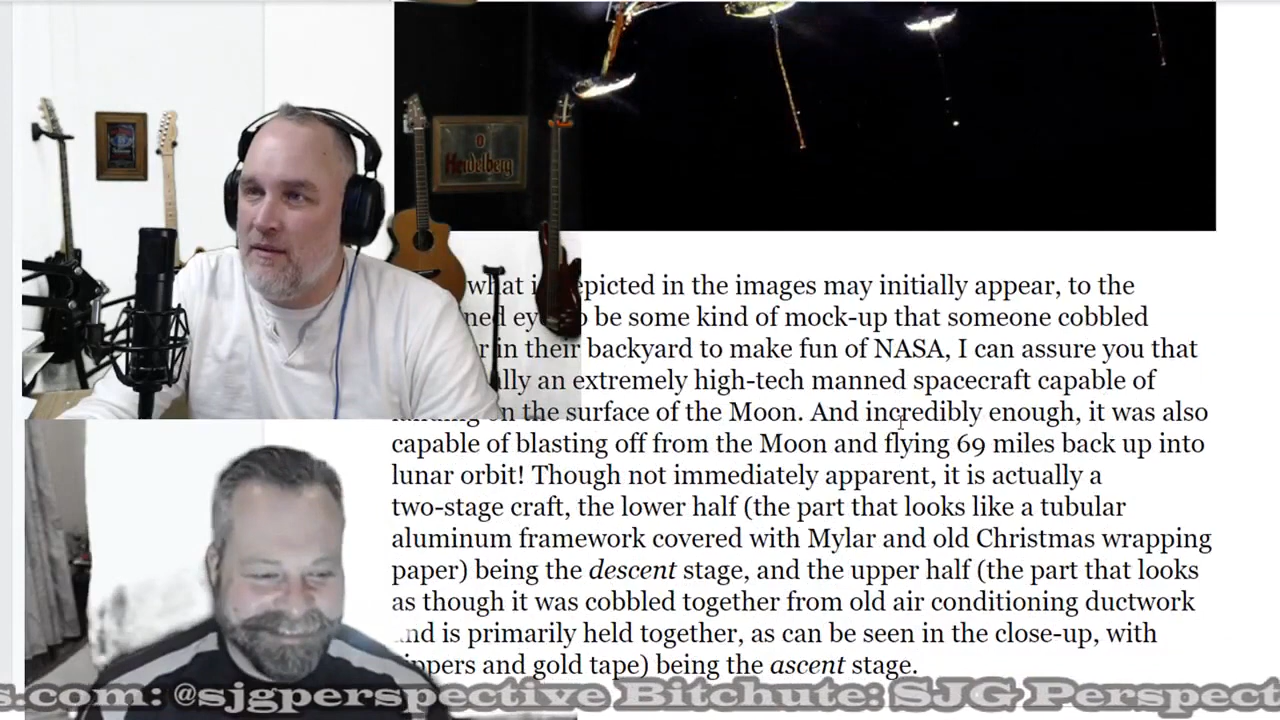 O
Heidelberg
what i epicted in the images may initially appear, to the
ned ey o be some kind of mock-up that someone cobbled
r in their backyard to make fun of NASA, I can assure you that
lly an extremely high-tech manned spacecraft capable of
on the surface of the Moon. And incredibly enough, it was also
capable of blasting off from the Moon and flying 69 miles back up into
lunar orbit! Though not immediately apparent, it is actually a
two-stage craft, the lower half (the part that looks like a tubular
aluminum framework covered with Mylar and old Christmas wrapping
paper) being the descent stage, and the upper half (the part that looks
as though it was cobbled together from old air conditioning ductwork
and is primarily held together, as can be seen in the close-up, with
ippers and gold tape) being the ascent stage.
s.com: @sjgperspective Bitchute: SJG Perspect